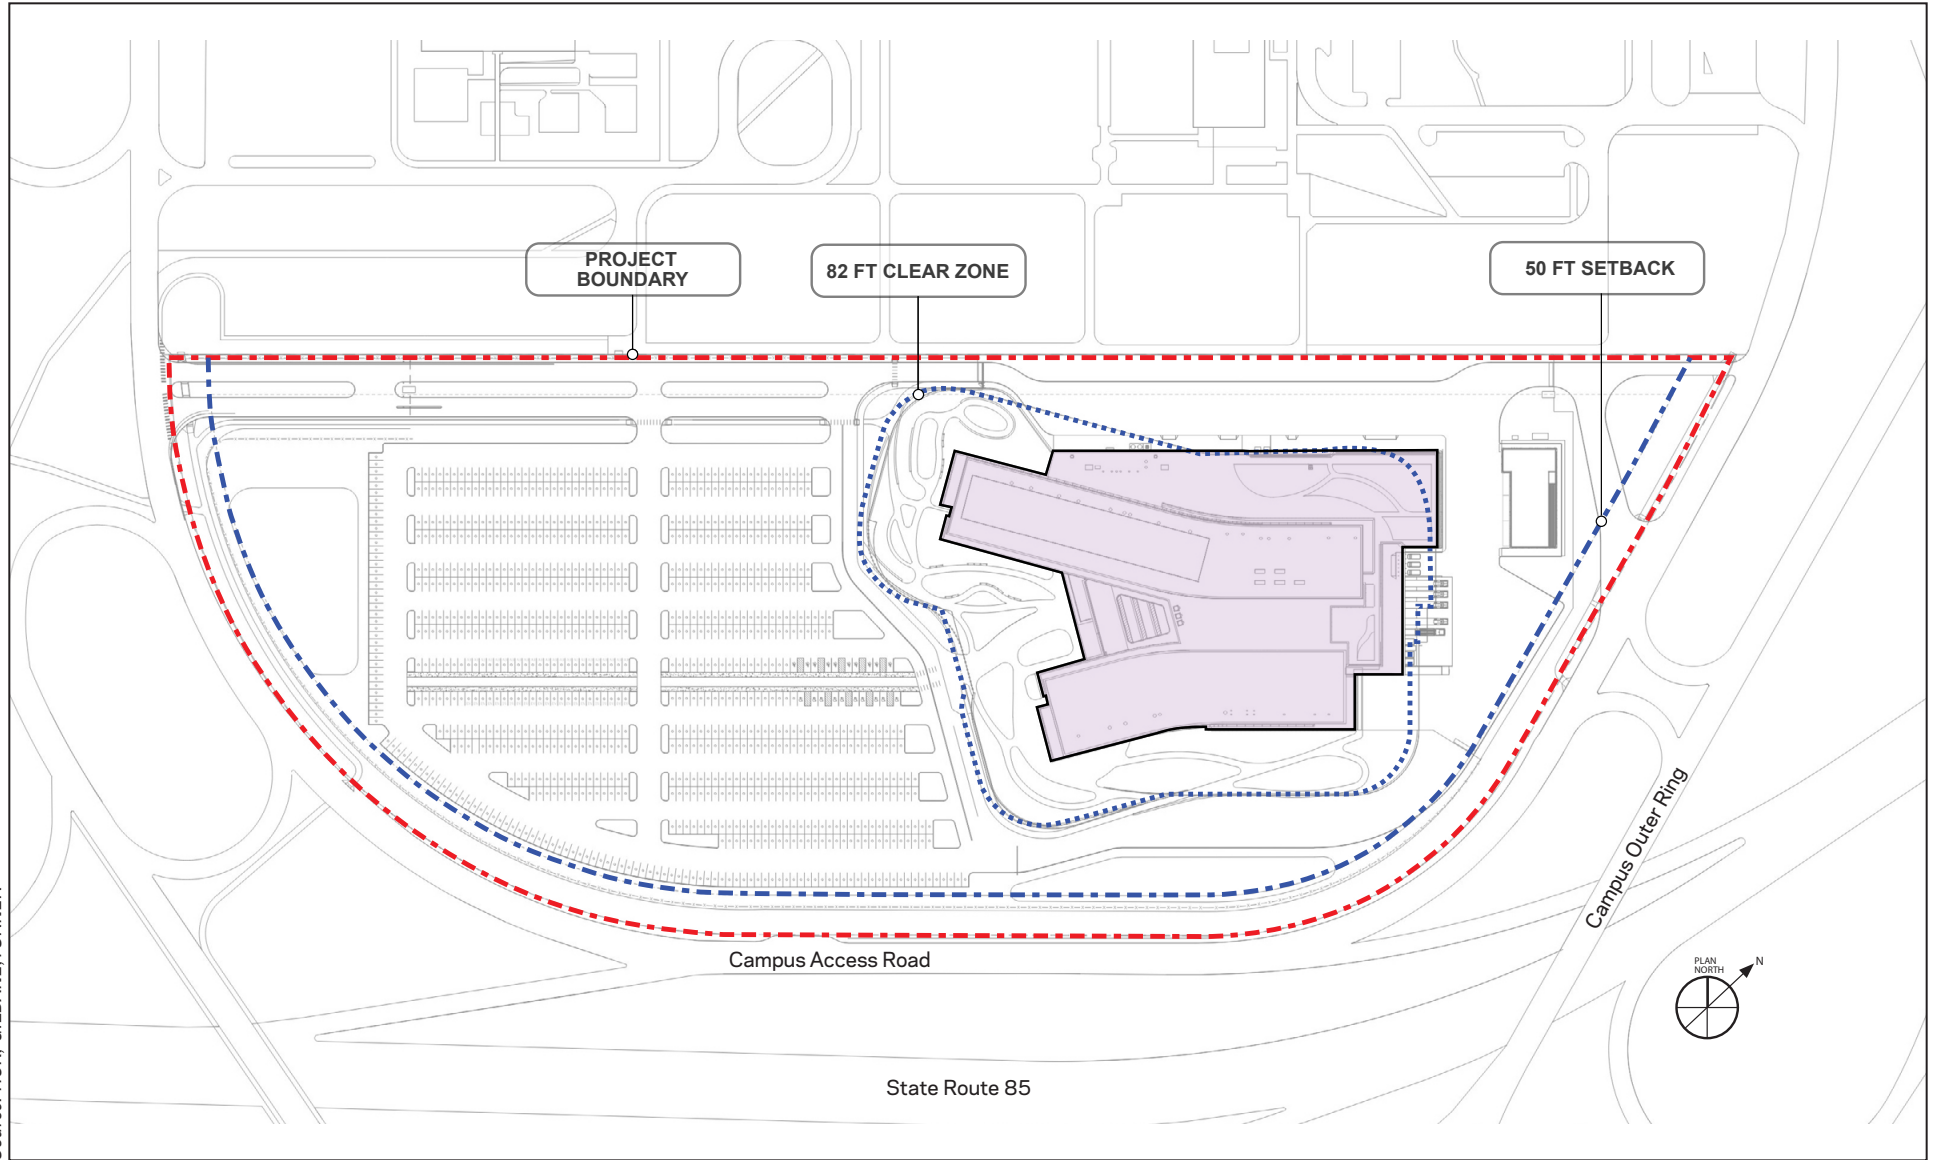 PROJECT
BOUNDARY
82 FT CLEAR ZONE
50 FT SETBACK
Campus Outer Ring
Campus Access Road
PLAN
NORTH
N
State Route 85